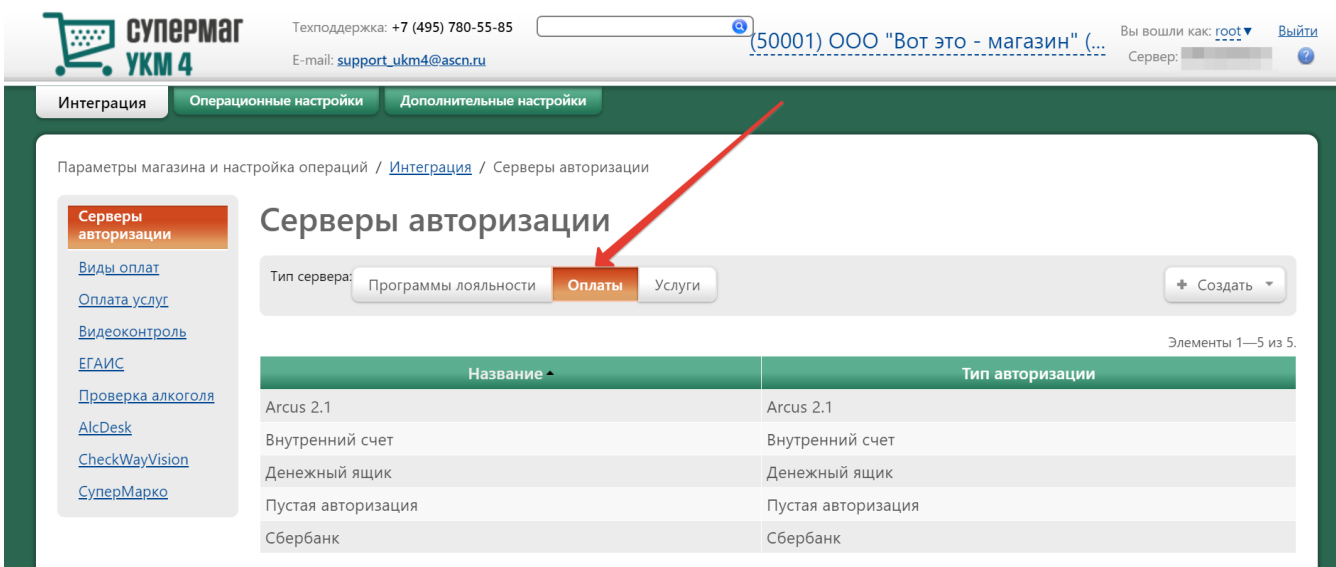 супермаг
УКМ 4
Техподдержка: +7 (495) 780-55-85
E-mail: support_ukm4@ascn.ru
(50001) ООО "Вот это - магазин" (...
Вы вошли как: root▼ Выйти
Сервер: ?
Интеграция Операционные настройки Дополнительные настройки
Параметры магазина и настройка операций / Интеграция / Серверы авторизации
Серверы
авторизации
Виды оплат
Оплата услуг
Видеоконтроль
ЕГАИС
Проверка алкоголя
AlcDesk
CheckWayVision
СуперМарко
Серверы авторизации
Тип сервера: Программы лояльности Оплаты Услуги + Создать
Элементы 1—5 из 5.
Название Тип авторизации
Arcus 2.1 Arcus 2.1
Внутренний счет Внутренний счет
Денежный ящик Денежный ящик
Пустая авторизация Пустая авторизация
Сбербанк Сбербанк